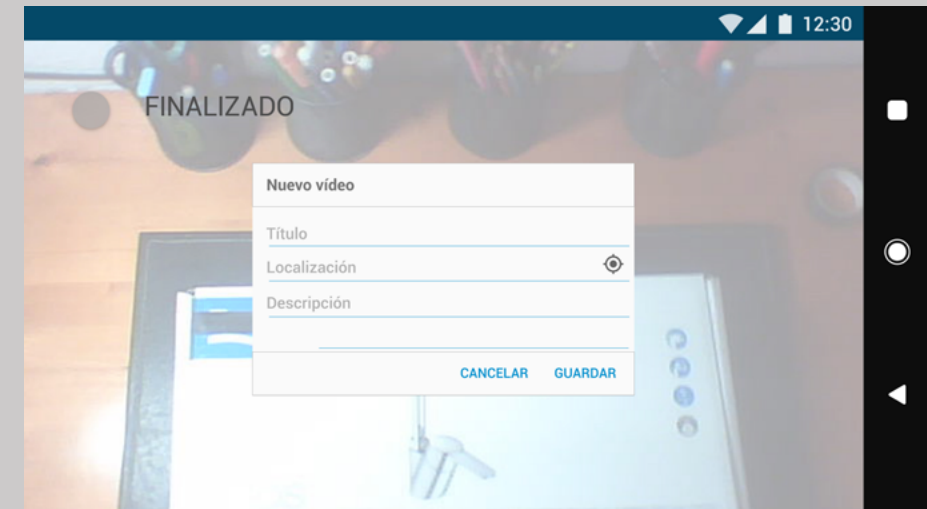 12:30
FINALIZADO
Nuevo vídeo
Título
Localización
Descripción
CANCELAR GUARDAR